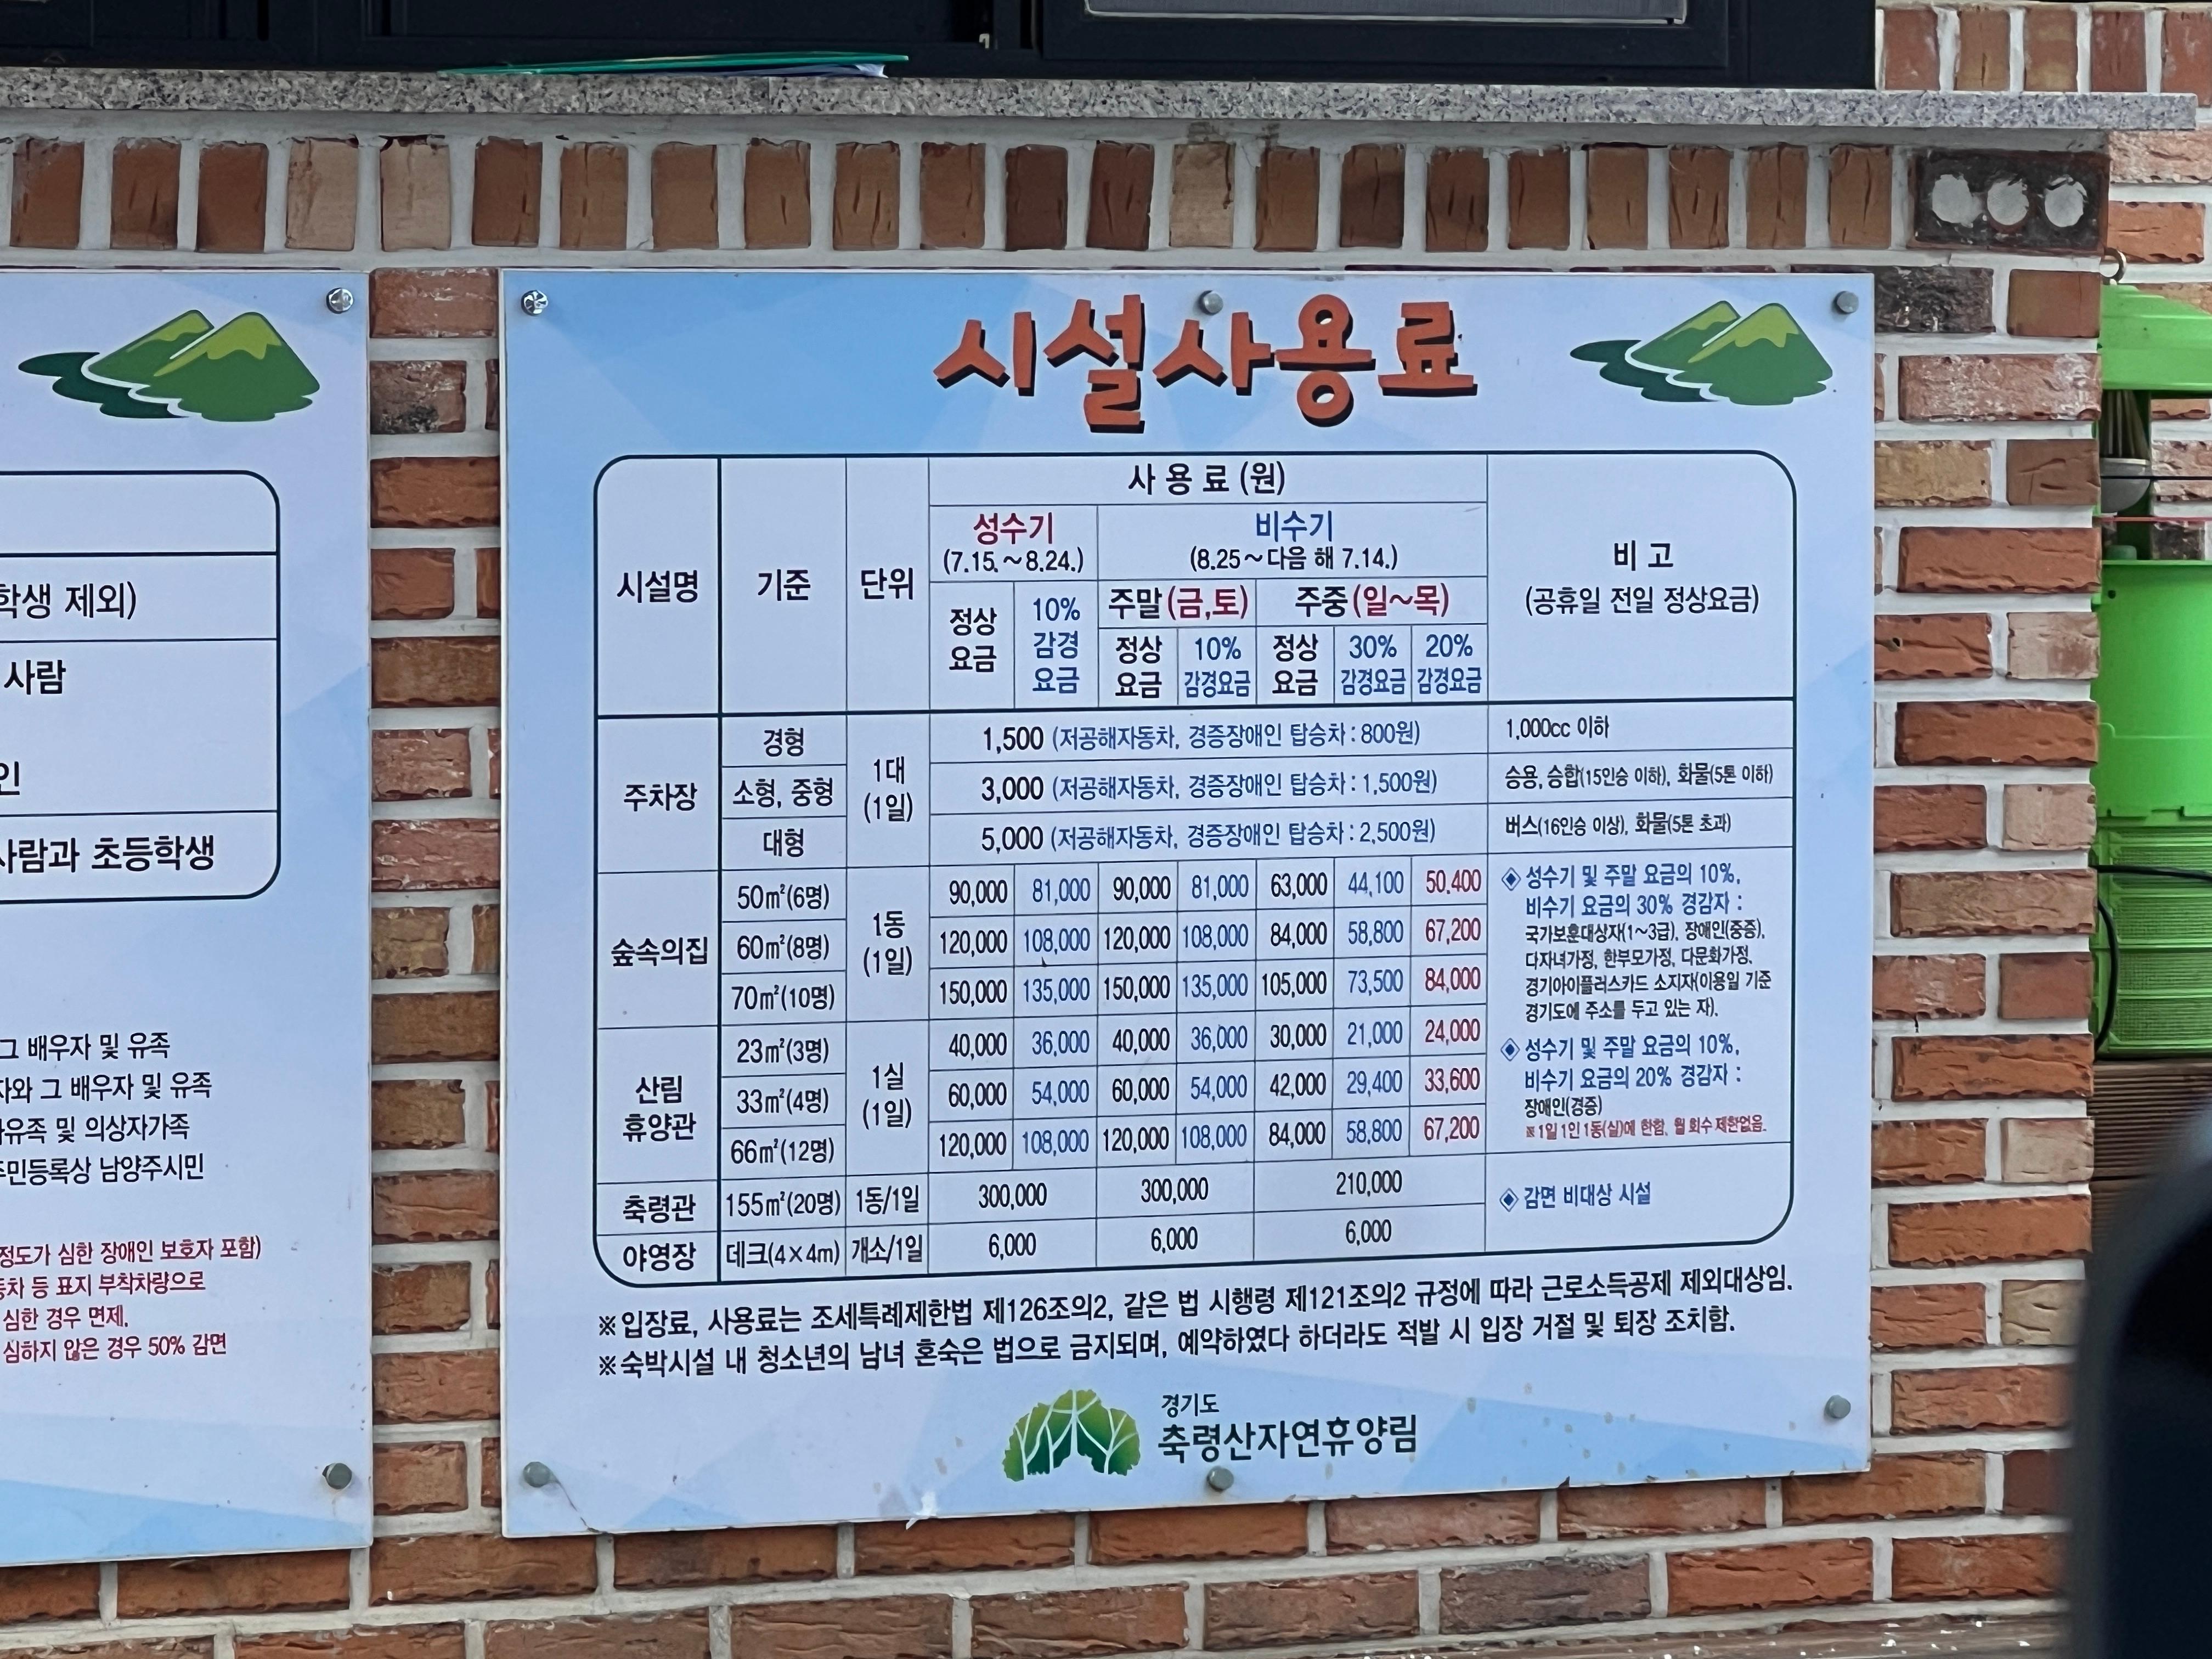 학생 제외)
사람
인
사람과 초등학생
그 배우자 및 유족
자와 그 배우자 및 유족
유족 및 의상자가족
주민등록상 남양주시민
정도가 심한 장애인 보호자 포함)
동차 등 표지 부착차량으로
심한 경우 면제,
심하지 않은 경우 50% 감면
시설사용료
시설명 기준 단위 사 용 료 (원) 비 고
(공휴일 전일 정상요금)
성수기
(7.15.~8.24.)
비수기
(8.25~다음 해 7.14.)
주말(금,토) 주중(일~목)
정상
요금
10%
감경
요금
정상
요금
10%
감경요금
정상
요금
30%
감경요금
20%
감경요금
주차장 경형 1대
(1일) 1,500 (저공해자동차, 경증장애인 탑승차 : 800원) 1,000cc 이하
소형, 중형 3,000 (저공해자동차, 경증장애인 탑승차 : 1,500원) 승용, 승합(15인승 이하), 화물(5톤 이하)
대형 5,000 (저공해자동차, 경증장애인 탑승차 : 2,500원) 버스(16인승 이상), 화물(5톤 초과)
숲속의집 1동
(1일)
50㎡(6명) 90,000 81,000 90,000 81,000 63,000 44,100 50,400
60㎡(8명) 120,000 108,000 120,000 108,000 84,000 58,800 67,200
70㎡(10명) 150,000 135,000 150,000 135,000 105,000 73,500 84,000
산림
휴양관
1실
(1일)
23㎡(3명) 40,000 36,000 40,000 36,000 30,000 21,000 24,000
33㎡(4명) 60,000 54,000 60,000 54,000 42,000 29,400 33,600
66㎡(12명) 120,000 108,000 120,000 108,000 84,000 58,800 67,200
◈ 성수기 및 주말 요금의 10%,
비수기 요금의 30% 경감자 :
국가보훈대상자(1~3급), 장애인(중증),
다자녀가정, 한부모가정, 다문화가정,
경기아이플러스카드 소지자(이용일 기준
경기도에 주소를 두고 있는 자).
◈ 성수기 및 주말 요금의 10%,
비수기 요금의 20% 경감자 :
장애인(경증)
※ 1일 1인 1동(실)에 한함, 월 회수 제한없음.
축령관 155㎡(20명) 1동/1일 300,000 300,000 210,000 ◈ 감면 비대상 시설
야영장 데크(4×4m) 개소/1일 6,000 6,000 6,000
※입장료, 사용료는 조세특례제한법 제126조의2, 같은 법 시행령 제121조의2 규정에 따라 근로소득공제 제외대상임.
※숙박시설 내 청소년의 남녀 혼숙은 법으로 금지되며, 예약하였다 하더라도 적발 시 입장 거절 및 퇴장 조치함.
경기도
축령산자연휴양림